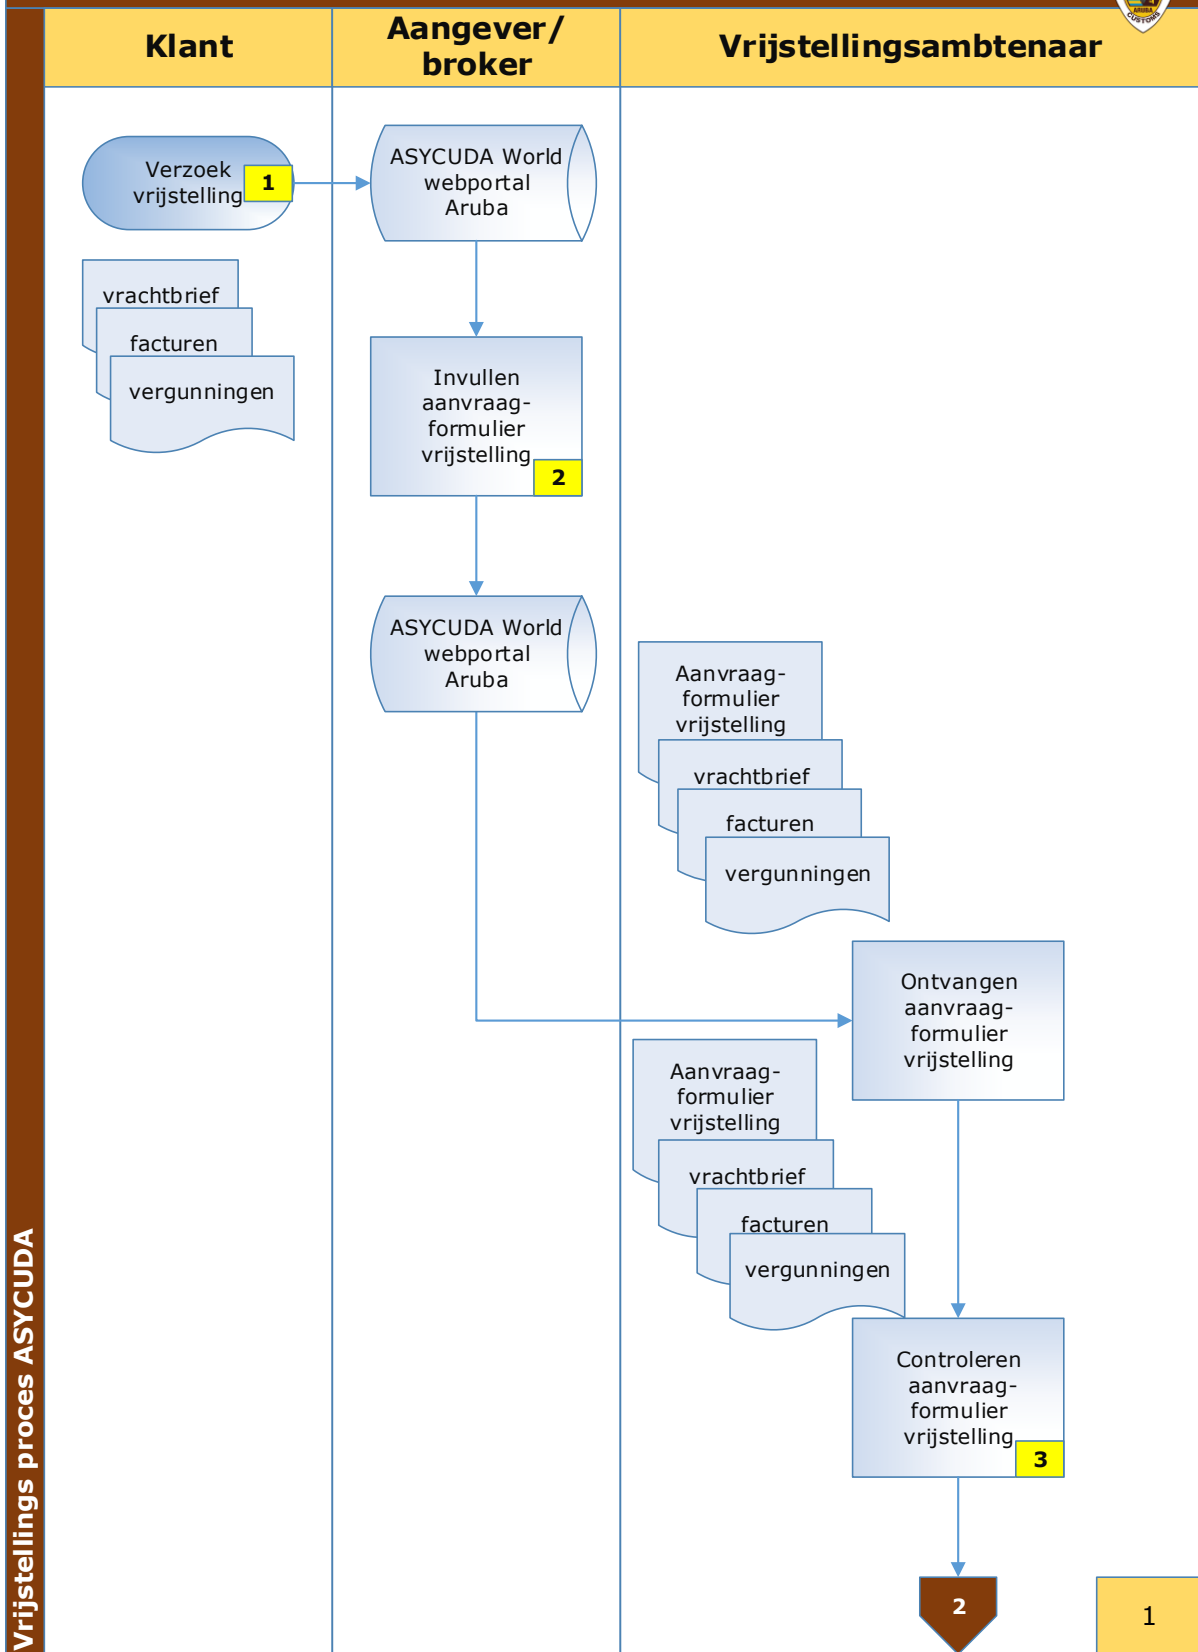 ARUBA
CUSTOMS
Klant
Aangever/
broker
Vrijstellingsambtenaar
Verzoek
vrijstelling
1
ASYCUDA World
webportal
Aruba
vrachtbrief
facturen
vergunningen
Invullen
aanvraag-
formulier
vrijstelling
2
ASYCUDA World
webportal
Aruba
Aanvraag-
formulier
vrijstelling
vrachtbrief
facturen
vergunningen
Ontvangen
aanvraag-
formulier
vrijstelling
Aanvraag-
formulier
vrijstelling
vrachtbrief
facturen
vergunningen
Controleren
aanvraag-
formulier
vrijstelling
3
2
1
Vrijstellings proces ASYCUDA